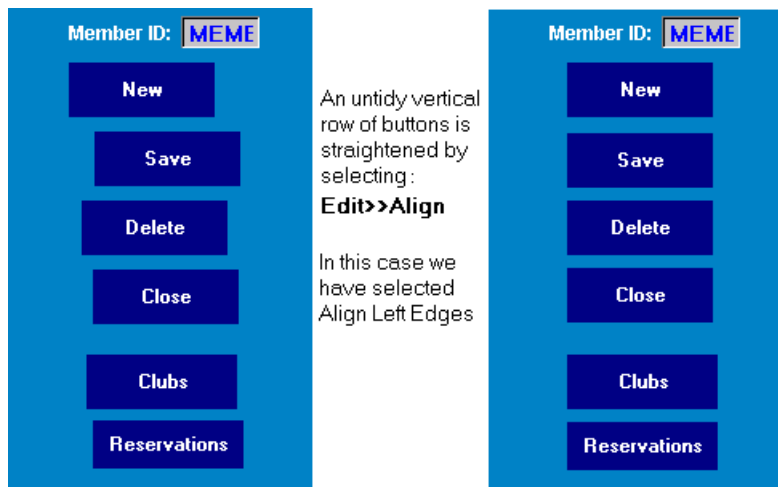 Member ID: MEME
New
Save
Delete
Close
Clubs
Reservations
An untidy vertical
row of buttons is
straightened by
selecting:
Edit>>Align
In this case we
have selected
Align Left Edges
Member ID: MEME
New
Save
Delete
Close
Clubs
Reservations